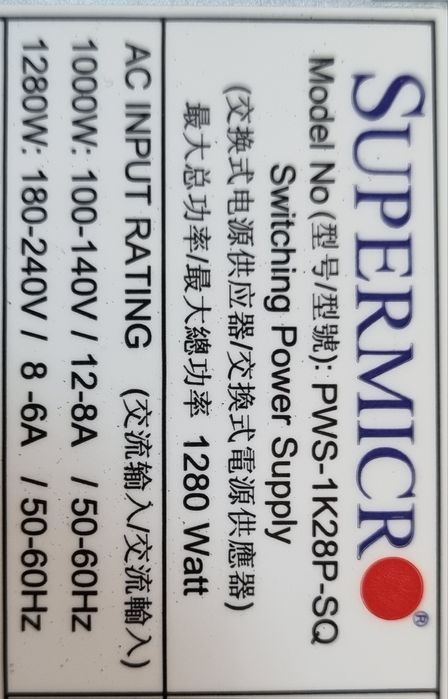 SUPERMICRO®
Model No (型号/型號): PWS-1K28P-SQ
Switching Power Supply
(交换式电源供应器/交換式電源供應器)
最大总功率/最大總功率 1280 Watt
AC INPUT RATING (交流输入/交流輸入)
1000W: 100-140V / 12-8A / 50-60Hz
1280W: 180-240V / 8 -6A / 50-60Hz